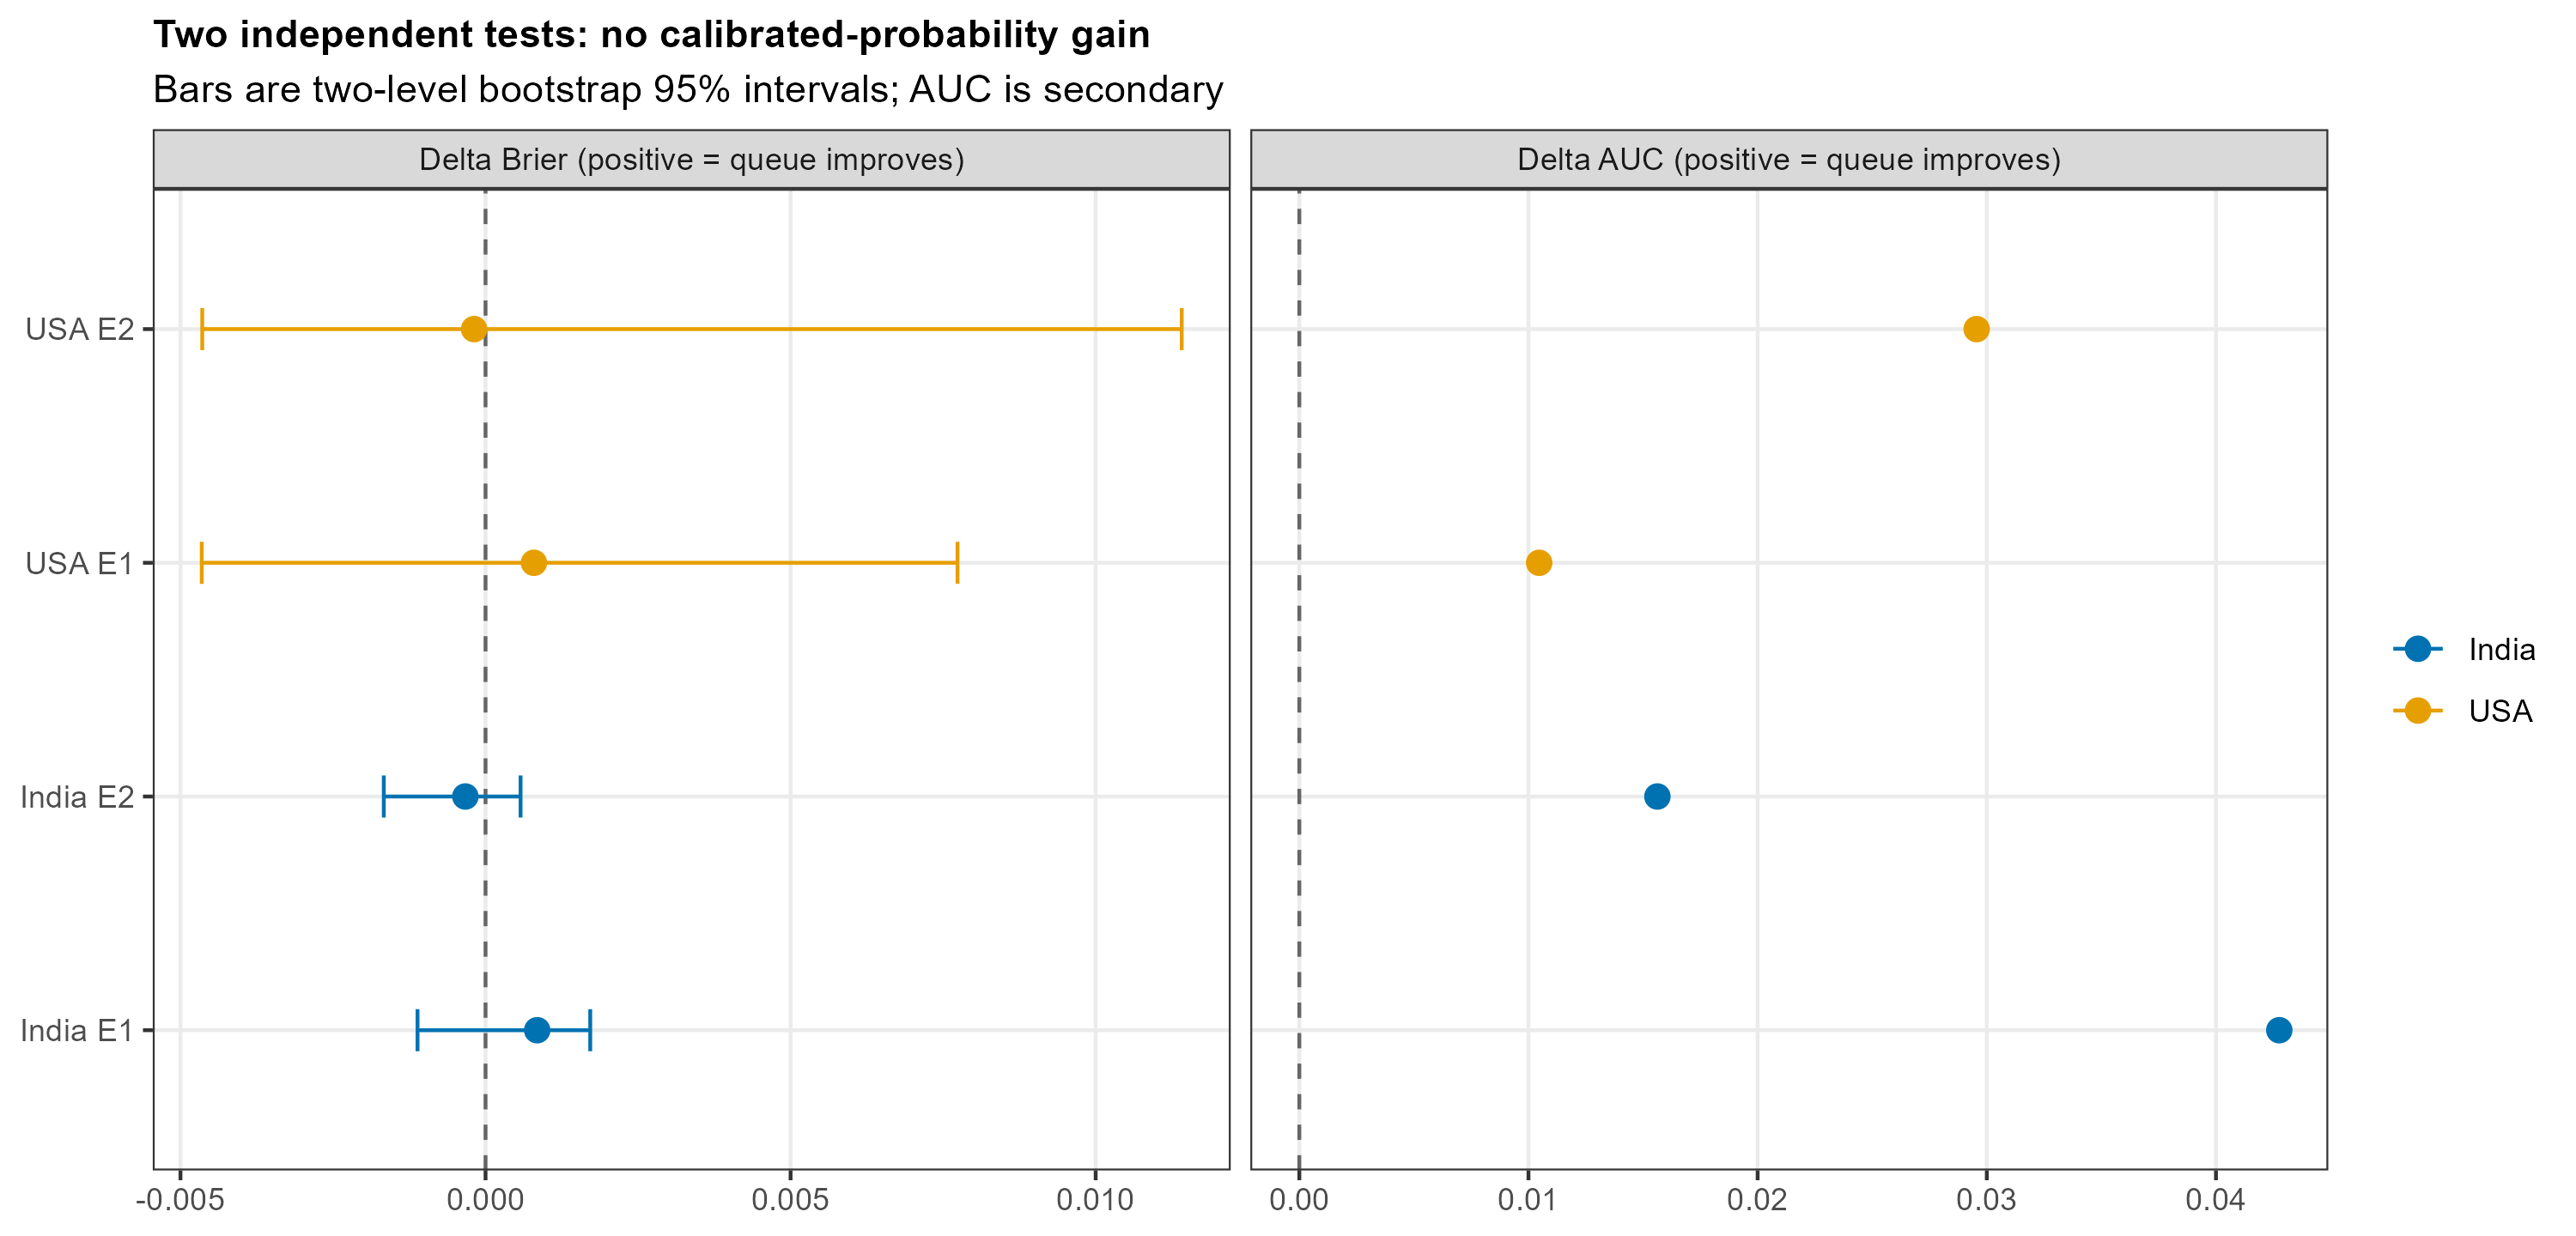 Two independent tests: no calibrated-probability gain
Bars are two-level bootstrap 95% intervals; AUC is secondary
Delta Brier (positive = queue improves)
Delta AUC (positive = queue improves)
USA E2
USA E1
India E2
India E1
-0.005
0.000
0.005
0.010
0.00
0.01
0.02
0.03
0.04
India
USA